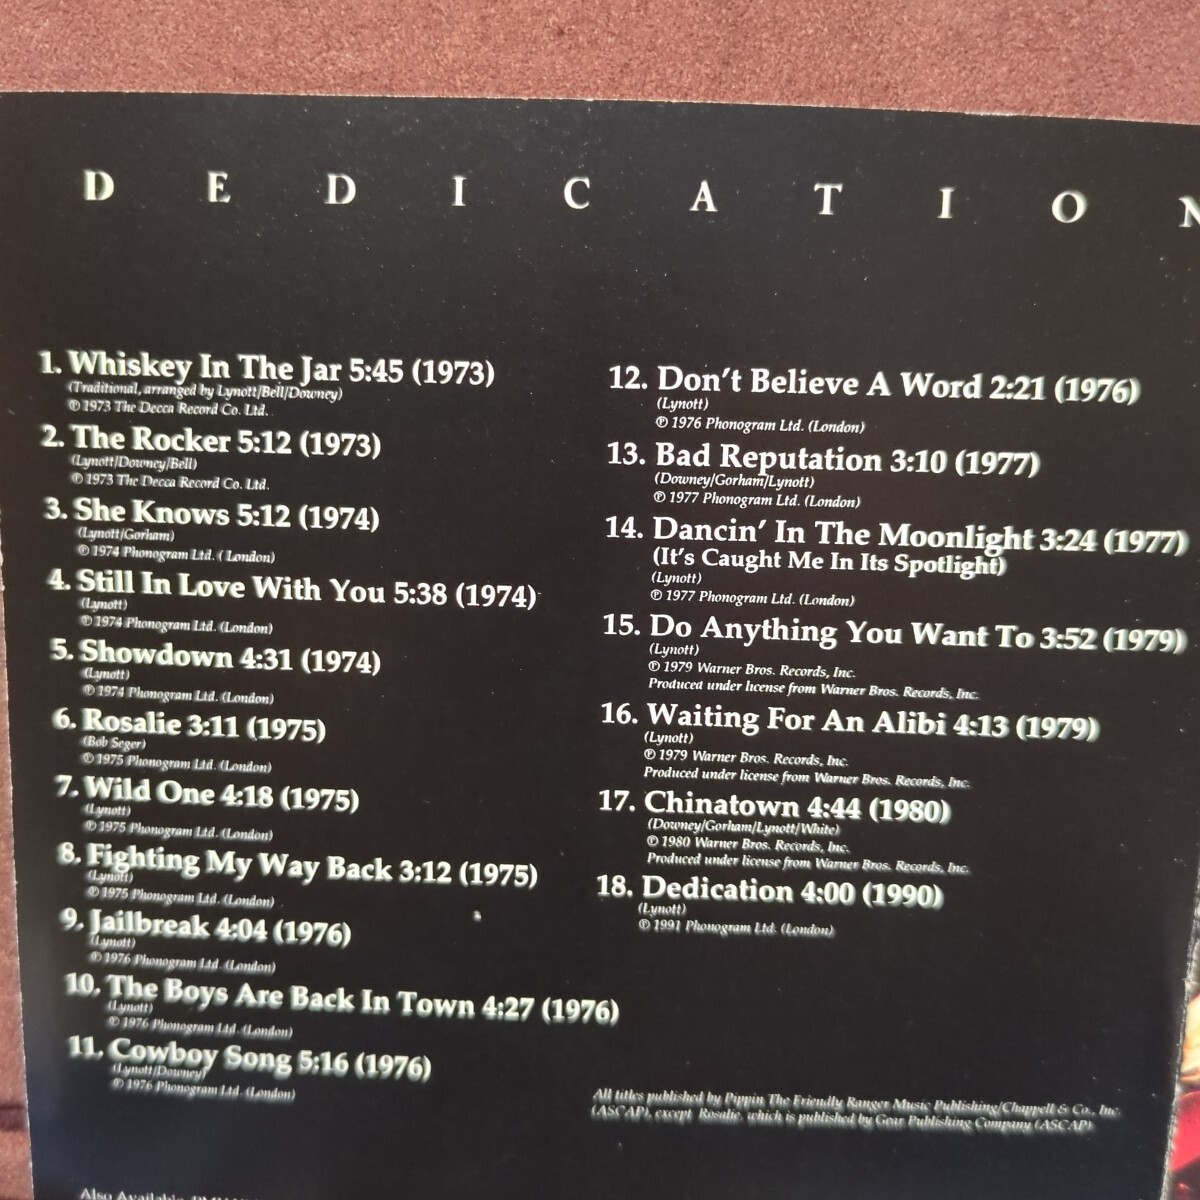 DEDICATION
1. Whiskey In The Jar 5:45 (1973)
(Traditional, arranged by Lynott/Bell/Downey)
℗ 1973 The Decca Record Co. Ltd.
2. The Rocker 5:12 (1973)
(Lynott/Downey/Bell)
℗ 1973 The Decca Record Co. Ltd.
3. She Knows 5:12 (1974)
(Lynott/Gorham)
℗ 1974 Phonogram Ltd. (London)
4. Still In Love With You 5:38 (1974)
(Lynott)
℗ 1974 Phonogram Ltd. (London)
5. Showdown 4:31 (1974)
(Lynott)
℗ 1974 Phonogram Ltd. (London)
6. Rosalie 3:11 (1975)
(Bob Seger)
℗ 1975 Phonogram Ltd. (London)
7. Wild One 4:18 (1975)
(Lynott)
℗ 1975 Phonogram Ltd. (London)
8. Fighting My Way Back 3:12 (1975)
(Lynott)
℗ 1975 Phonogram Ltd. (London)
9. Jailbreak 4:04 (1976)
(Lynott)
℗ 1976 Phonogram Ltd. (London)
10. The Boys Are Back In Town 4:27 (1976)
(Lynott)
℗ 1976 Phonogram Ltd. (London)
11. Cowboy Song 5:16 (1976)
(Lynott/Downey)
℗ 1976 Phonogram Ltd. (London)
12. Don't Believe A Word 2:21 (1976)
(Lynott)
℗ 1976 Phonogram Ltd. (London)
13. Bad Reputation 3:10 (1977)
(Downey/Gorham/Lynott)
℗ 1977 Phonogram Ltd. (London)
14. Dancin' In The Moonlight 3:24 (1977)
(It's Caught Me In Its Spotlight)
(Lynott)
℗ 1977 Phonogram Ltd. (London)
15. Do Anything You Want To 3:52 (1979)
(Lynott)
℗ 1979 Warner Bros. Records, Inc.
Produced under license from Warner Bros. Records, Inc.
16. Waiting For An Alibi 4:13 (1979)
(Lynott)
℗ 1979 Warner Bros. Records, Inc.
Produced under license from Warner Bros. Records, Inc.
17. Chinatown 4:44 (1980)
(Downey/Gorham/Lynott/White)
℗ 1980 Warner Bros. Records, Inc.
Produced under license from Warner Bros. Records, Inc.
18. Dedication 4:00 (1990)
(Lynott)
℗ 1991 Phonogram Ltd. (London)
All titles published by Pippin The Friendly Ranger Music Publishing/Chappell & Co., Inc.
(ASCAP), except Rosalie, which is published by Gear Publishing Company (ASCAP)
Also Available